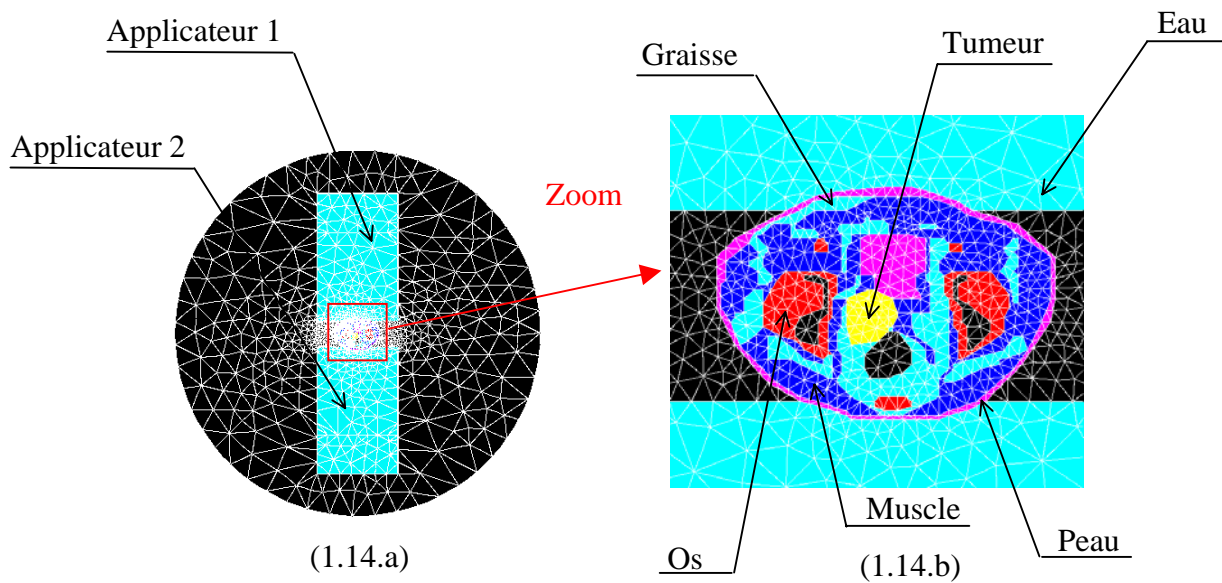 Applicateur 1
Applicateur 2
Zoom
(1.14.a)
Graisse
Tumeur
Eau
Os
Muscle
Peau
(1.14.b)